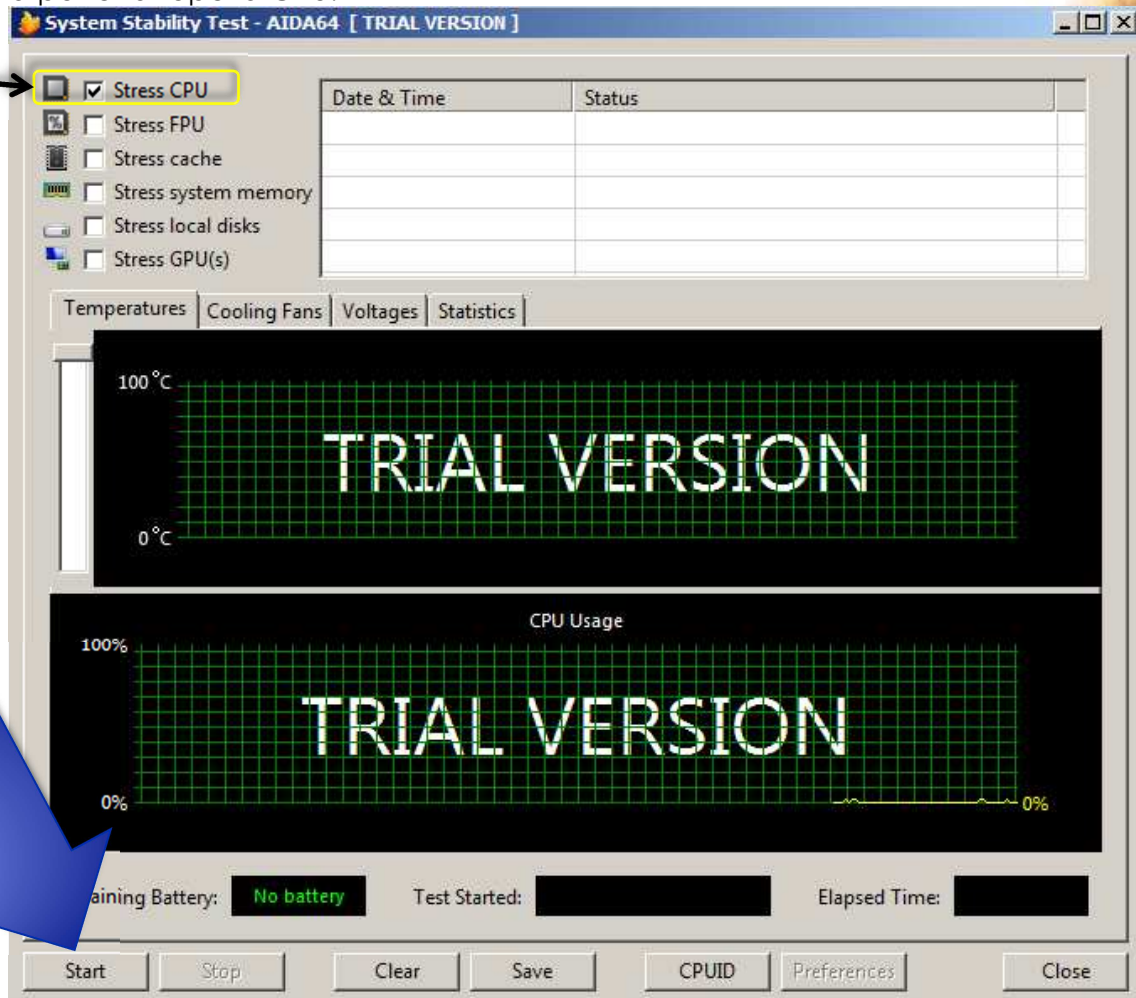 System Stability Test - AIDA64 [ TRIAL VERSION ]
Stress CPU
Stress FPU
Stress cache
Stress system memory
Stress local disks
Stress GPU(s)
Date & Time Status
Temperatures Cooling Fans Voltages Statistics
100°C
TRIAL VERSION
0°C
CPU Usage
100%
TRIAL VERSION
0% 0%
Battery: No battery Test Started: Elapsed Time:
Start Stop Clear Save CPUID Preferences Close